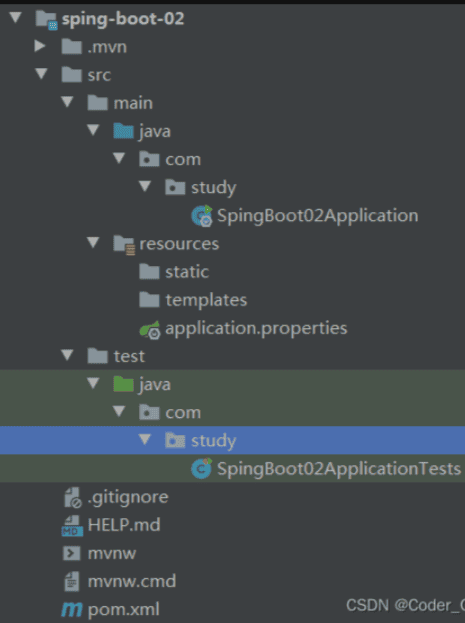 sping-boot-02
.mvn
src
main
java
com
study
SpingBoot02Application
resources
static
templates
application.properties
test
java
com
study
SpingBoot02ApplicationTests
.gitignore
HELP.md
mvnw
mvnw.cmd
pom.xml
CSDN @Coder_